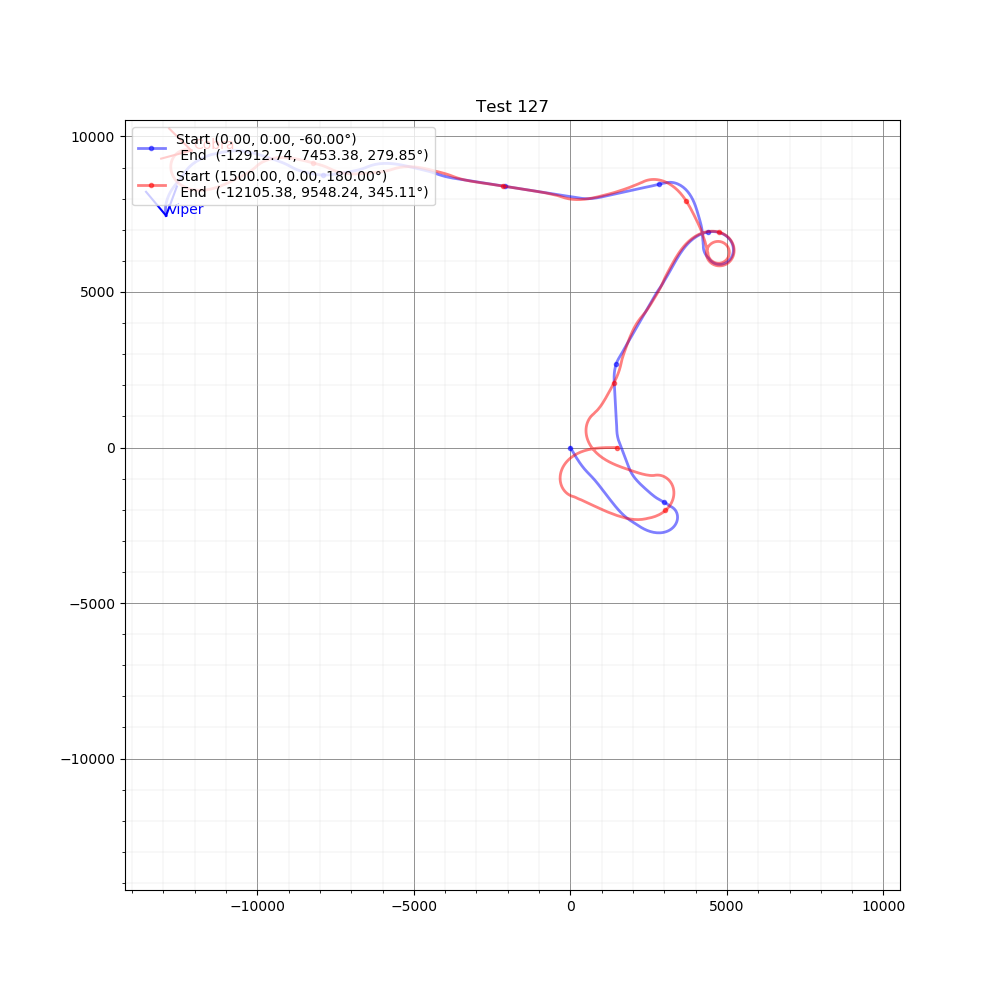 Test 127
Start (0.00, 0.00, -60.00°)
End (-12912.74, 7453.38, 279.85°)
Start (1500.00, 0.00, 180.00°)
End (-12105.38, 9548.24, 345.11°)
viper
10000
5000
0
−5000
−10000
−10000
−5000
0
5000
10000